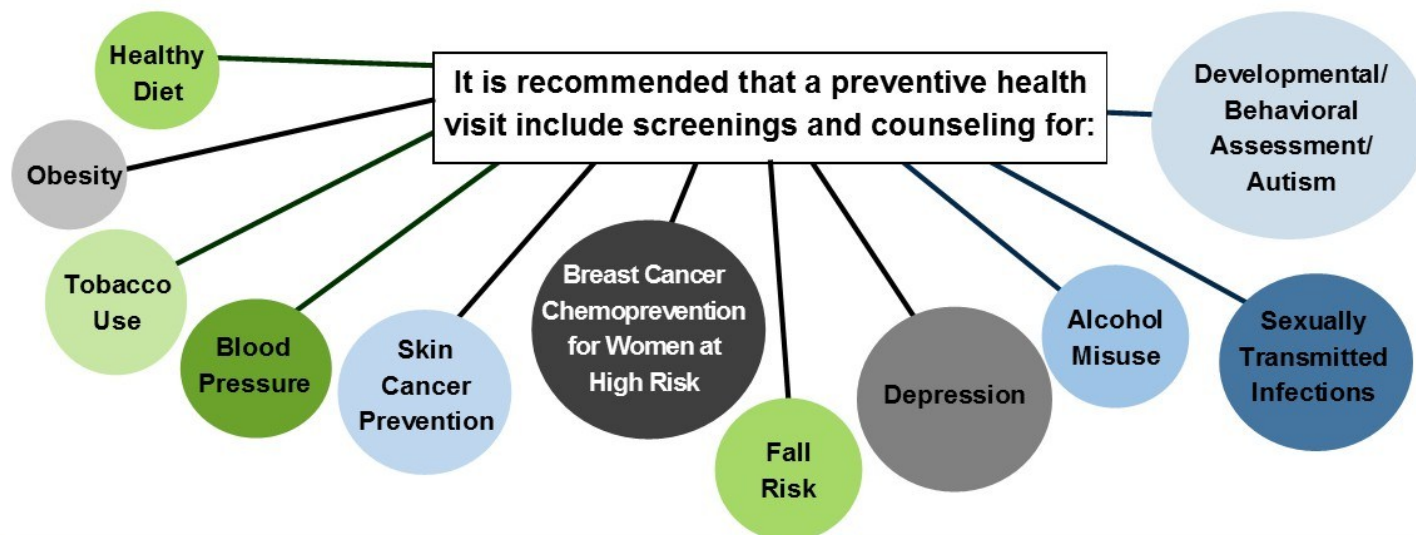 It is recommended that a preventive health
visit include screenings and counseling for:
Healthy
Diet
Obesity
Tobacco
Use
Blood
Pressure
Skin
Cancer
Prevention
Breast Cancer
Chemoprevention
for Women at
High Risk
Fall
Risk
Depression
Alcohol
Misuse
Sexually
Transmitted
Infections
Developmental/
Behavioral
Assessment/
Autism